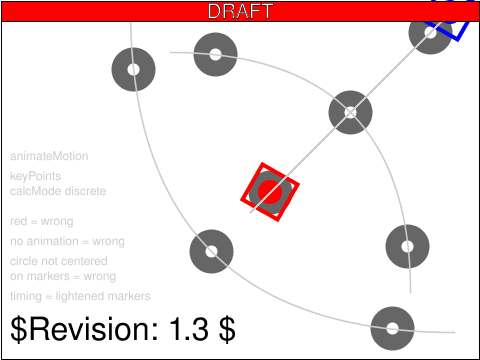 DRAFT
animateMotion
keyPoints
calcMode discrete
red = wrong
no animation = wrong
circle not centered
on markers = wrong
timing = lightened markers
$Revision: 1.3 $